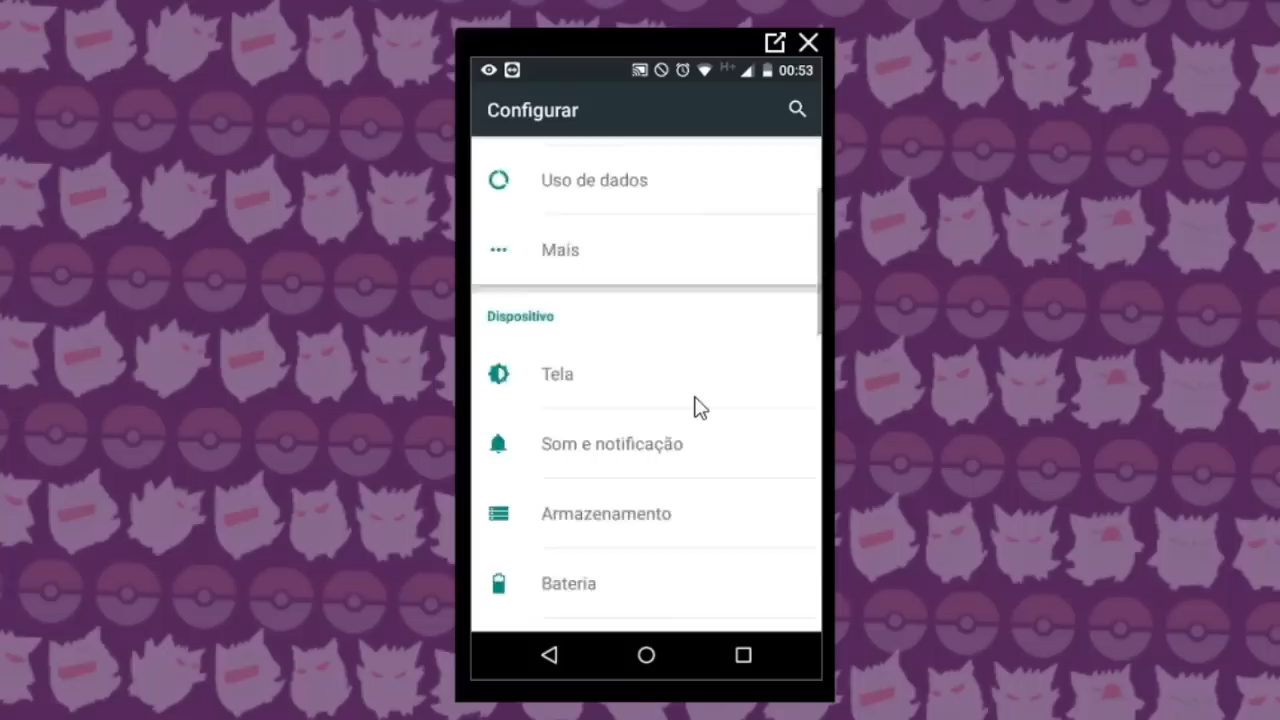 H+ 00:53
Configurar
Uso de dados
Mais
Dispositivo
Tela
Som e notificação
Armazenamento
Bateria